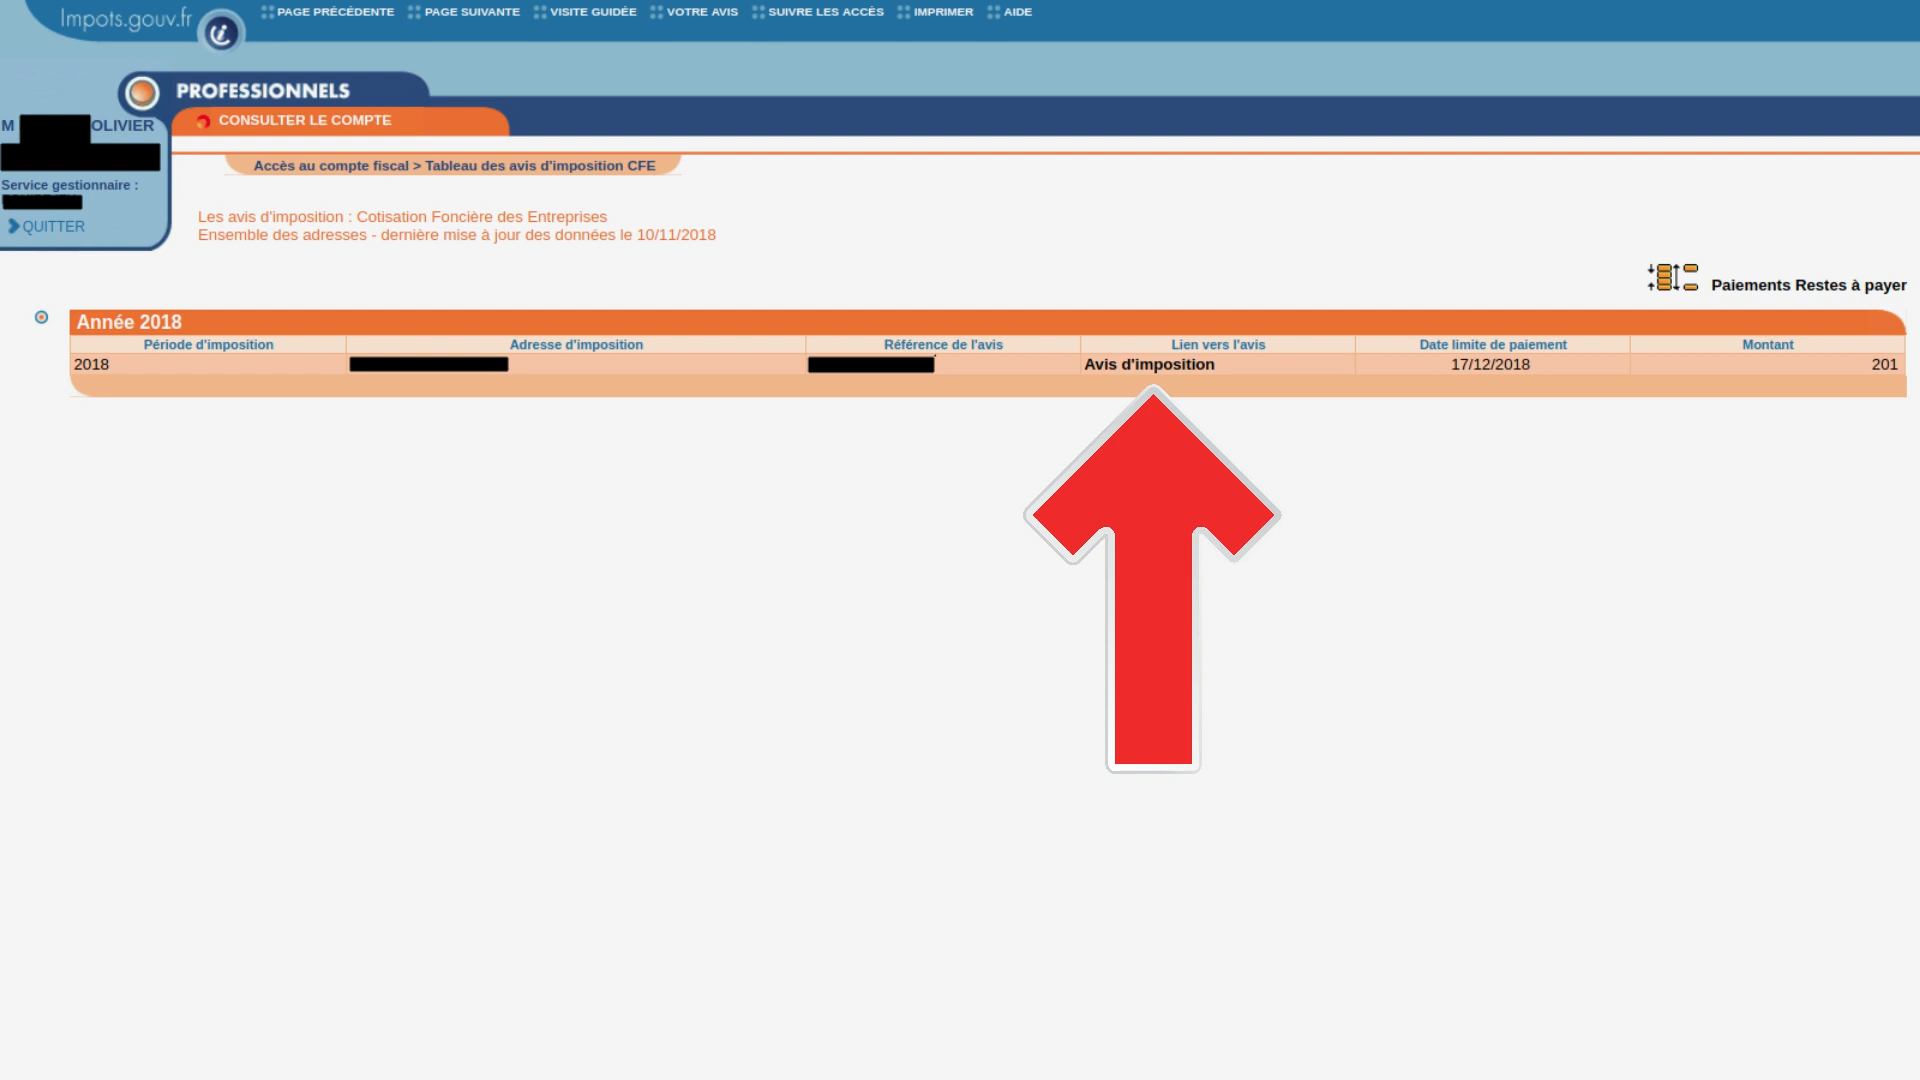 Impots.gouv.fr
PAGE PRÉCÉDENTE PAGE SUIVANTE VISITE GUIDÉE VOTRE AVIS SUIVRE LES ACCÈS IMPRIMER AIDE
PROFESSIONNELS
CONSULTER LE COMPTE
M OLIVIER
Service gestionnaire :
QUITTER
Accès au compte fiscal > Tableau des avis d'imposition CFE
Les avis d'imposition : Cotisation Foncière des Entreprises
Ensemble des adresses - dernière mise à jour des données le 10/11/2018
Paiements Restes à payer
Année 2018
Période d'imposition Adresse d'imposition Référence de l'avis Lien vers l'avis Date limite de paiement Montant
2018 Avis d'imposition 17/12/2018 201